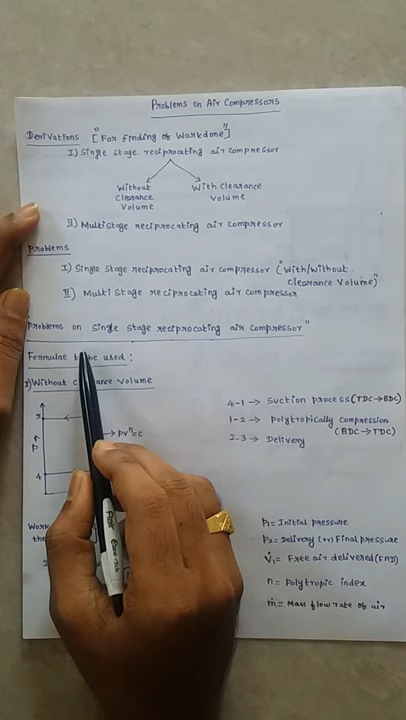 Problems on Air Compressors
Derivations ["For finding of Workdone"]
I) Single stage reciprocating air compressor
Without Clearance Volume
With Clearance Volume
II) Multistage reciprocating air compressor
Problems
I) Single stage reciprocating air compressor ("With/without Clearance Volume)"
II) Multi stage reciprocating air compressor
Problems on Single stage reciprocating air compressor"
Formulae used:
I) Without Volume
3
P
4
PVⁿ=C
4-1 → Suction process (TDC→BDC)
1-2 → Polytropically compression (BDC→TDC)
2-3 → Delivery
P₁ = Initial pressure
P₂ = Delivery (or) Final pressure
V̇₁ = Free air delivered (FAD)
n = Polytropic index
ṁ = Mass flow rate of air